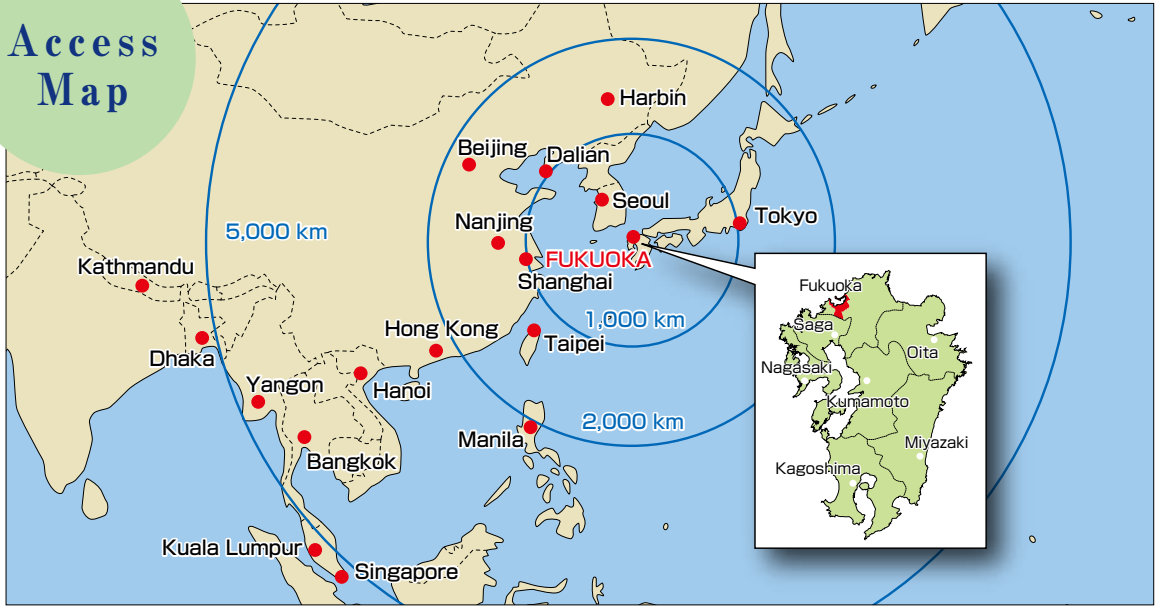 Access
Map
Harbin
Beijing
Dalian
Seoul
Tokyo
Nanjing
5,000 km
FUKUOKA
Shanghai
Kathmandu
1,000 km
Hong Kong
Taipei
Dhaka
Hanoi
Yangon
2,000 km
Manila
Bangkok
Kuala Lumpur
Singapore
Fukuoka
Saga
Oita
Nagasaki
Kumamoto
Miyazaki
Kagoshima